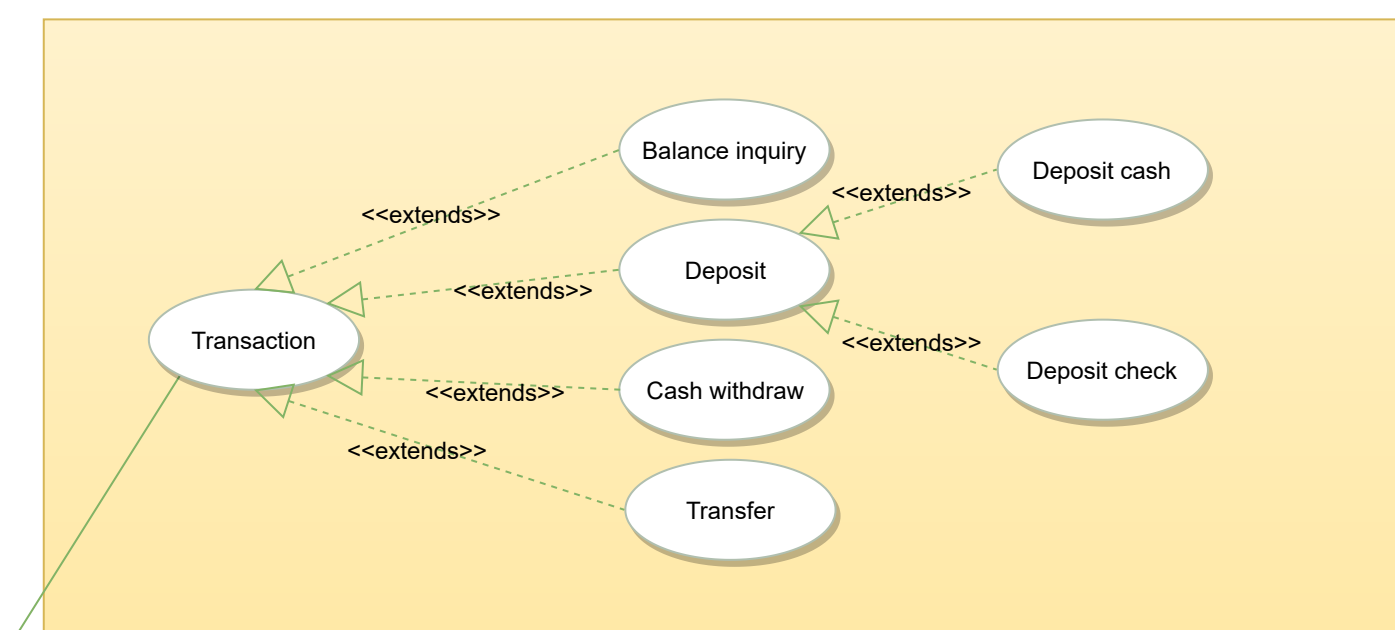 Balance inquiry
Deposit cash
<<extends>>
<<extends>>
Deposit
<<extends>>
Transaction
<<extends>>
Deposit check
Cash withdraw
<<extends>>
<<extends>>
Transfer